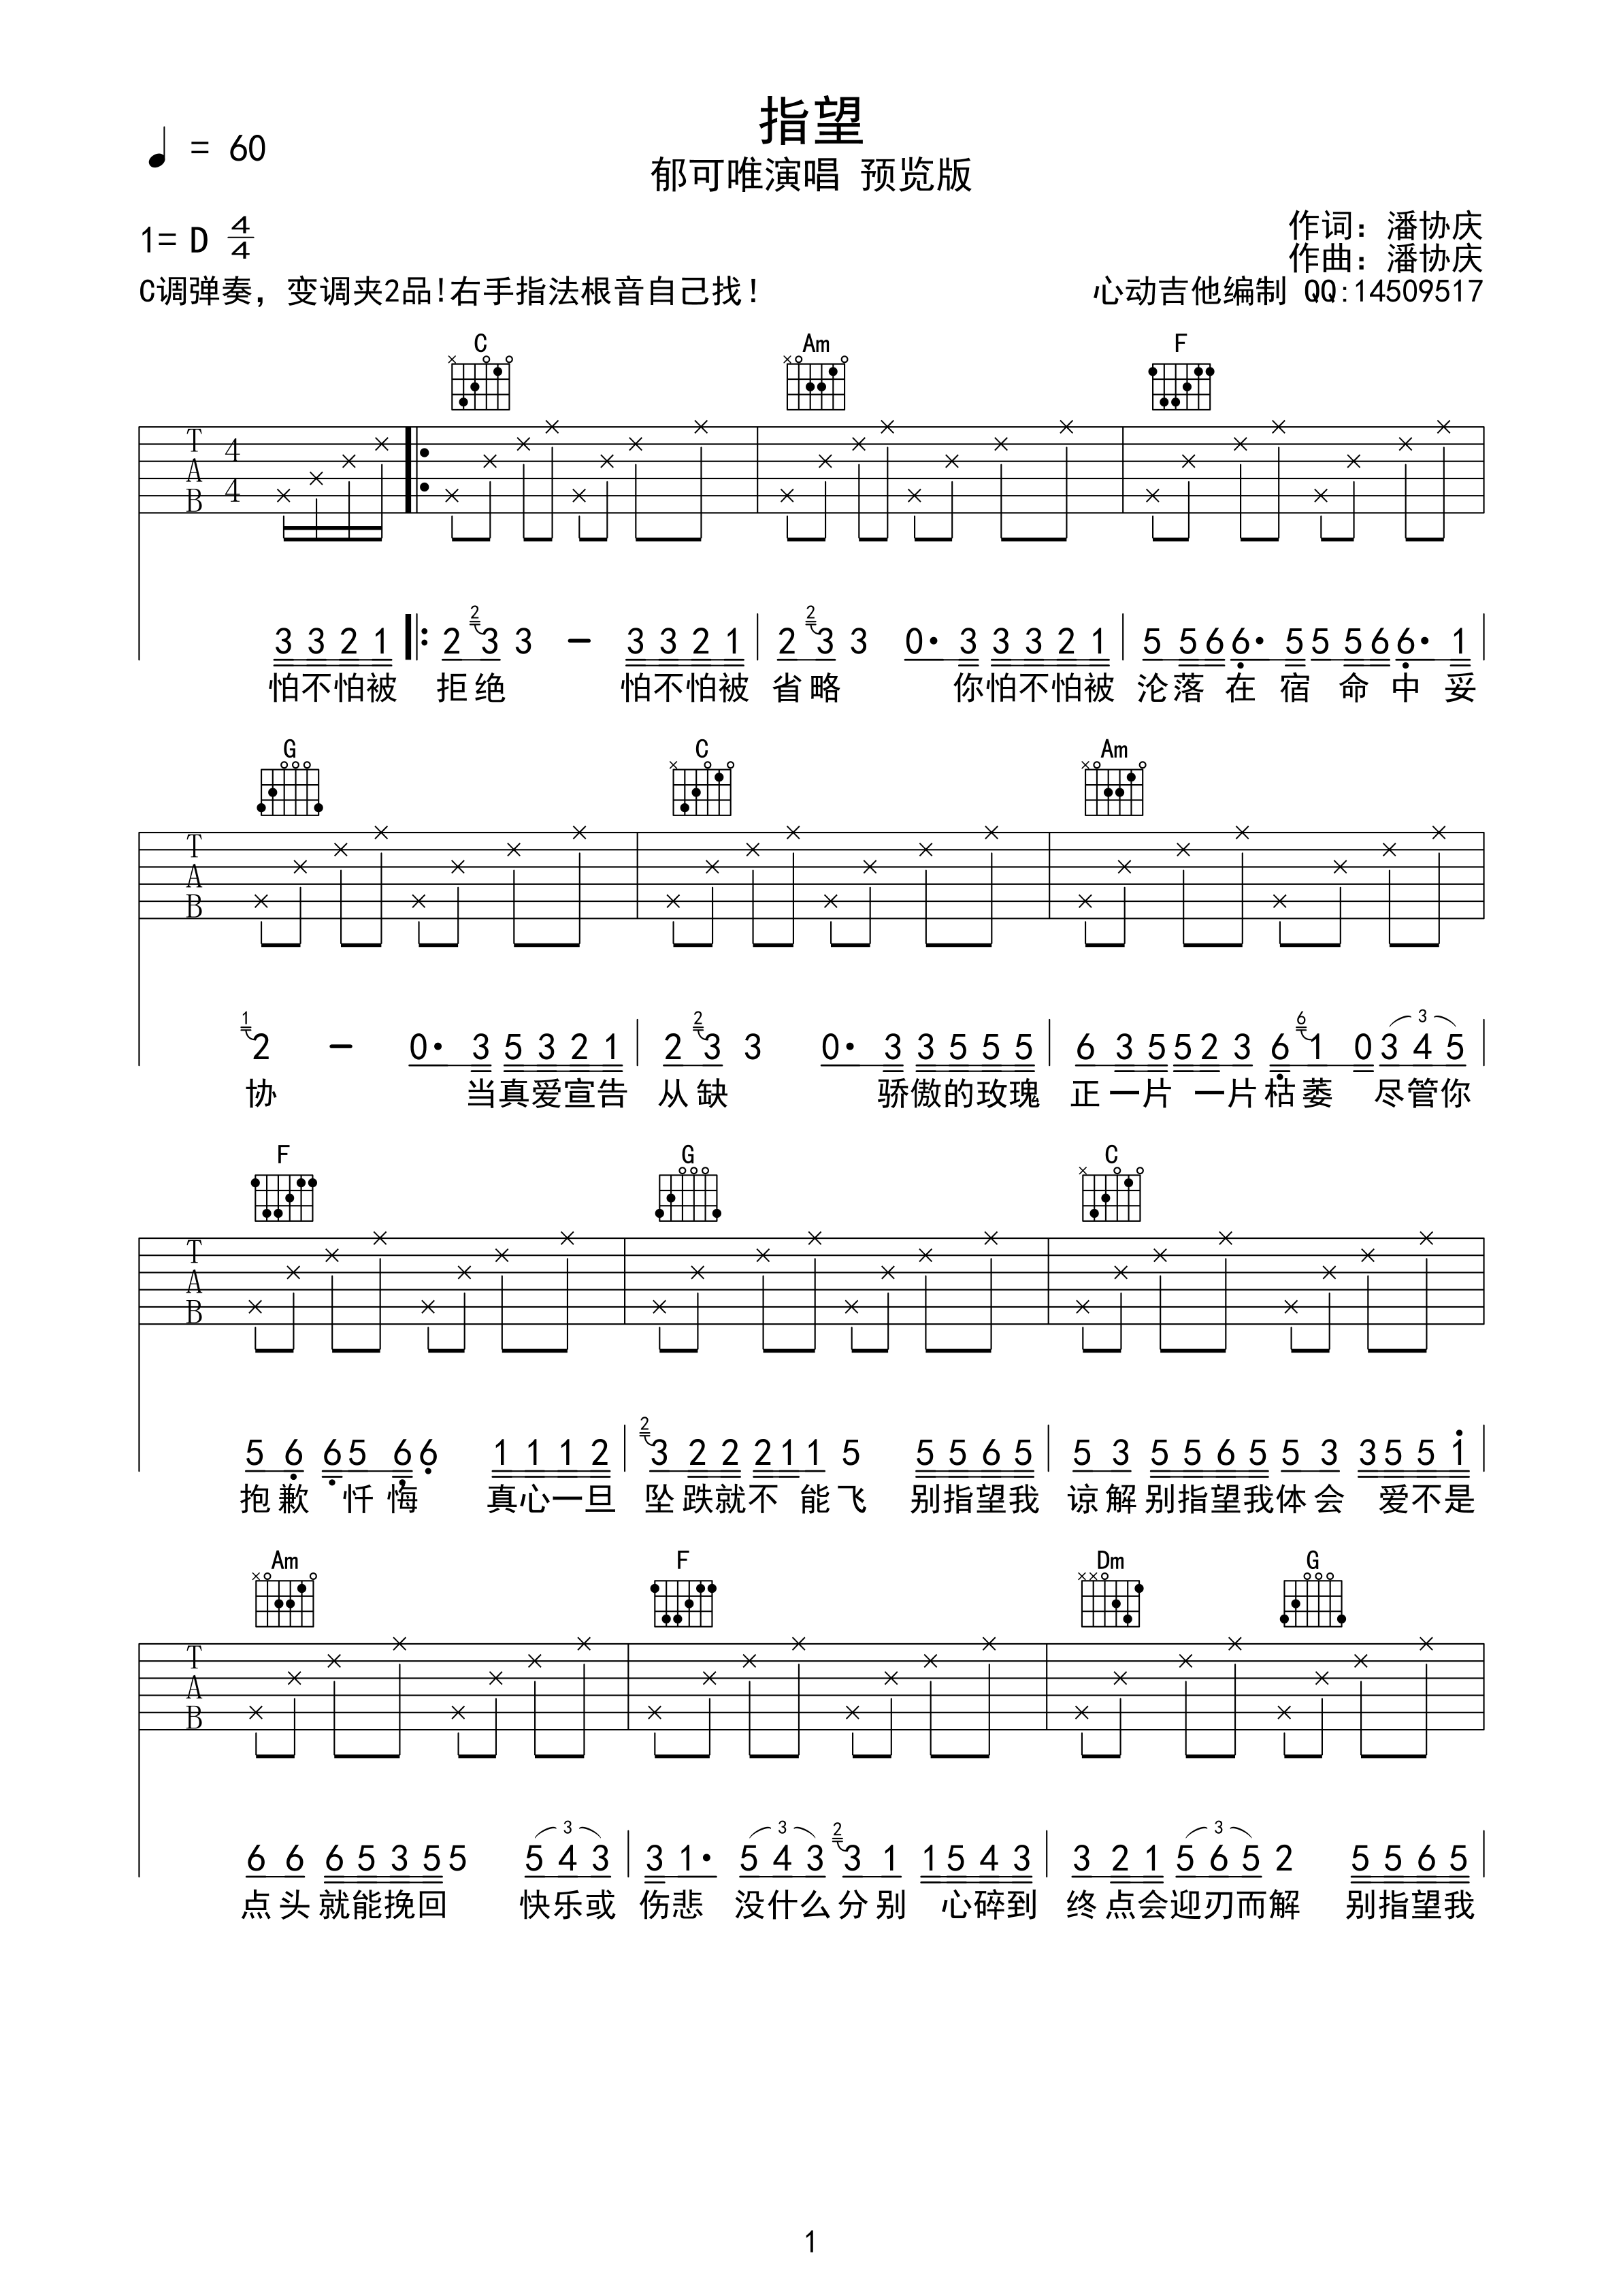 指望
♩ = 60
郁可唯演唱 预览版
1= D 4/4
作词：潘协庆
作曲：潘协庆
C调弹奏，变调夹2品!右手指法根音自己找!
心动吉他编制 QQ:14509517
C Am F
T A B 4 4
3 3 2 1 2 2 3 3 – 3 3 2 1 2 2 3 3 0· 3 3 3 2 1 5 5 6 6· 5 5 5 6 6· 1
怕不怕被 拒绝 怕不怕被 省略 你怕不怕被 沦落在宿命中妥
G C Am
T A B
1 2 – 0· 3 5 3 2 1 2 2 3 3 0· 3 3 5 5 5 6 3 5 5 2 3 6 6 1 0 3 3 4 5
协 当真爱宣告 从缺 骄傲的玫瑰 正一片一片枯萎 尽管你
F G C
T A B
5 6 6 5 6 6 1 1 1 2 2 3 2 2 2 1 1 5 5 5 6 5 5 3 5 5 6 5 5 3 3 5 5 1
抱歉 忏悔 真心一旦 坠跌就不能飞 别指望我 谅解别指望我体会 爱不是
Am F Dm G
T A B
6 6 6 5 3 5 5 3 5 4 3 3 1· 3 5 4 3 2 3 1 1 5 4 3 3 2 1 3 5 6 5 2 5 5 6 5
点头就能挽回 快乐或 伤悲 没什么分别 心碎到 终点会迎刃而解 别指望我
1